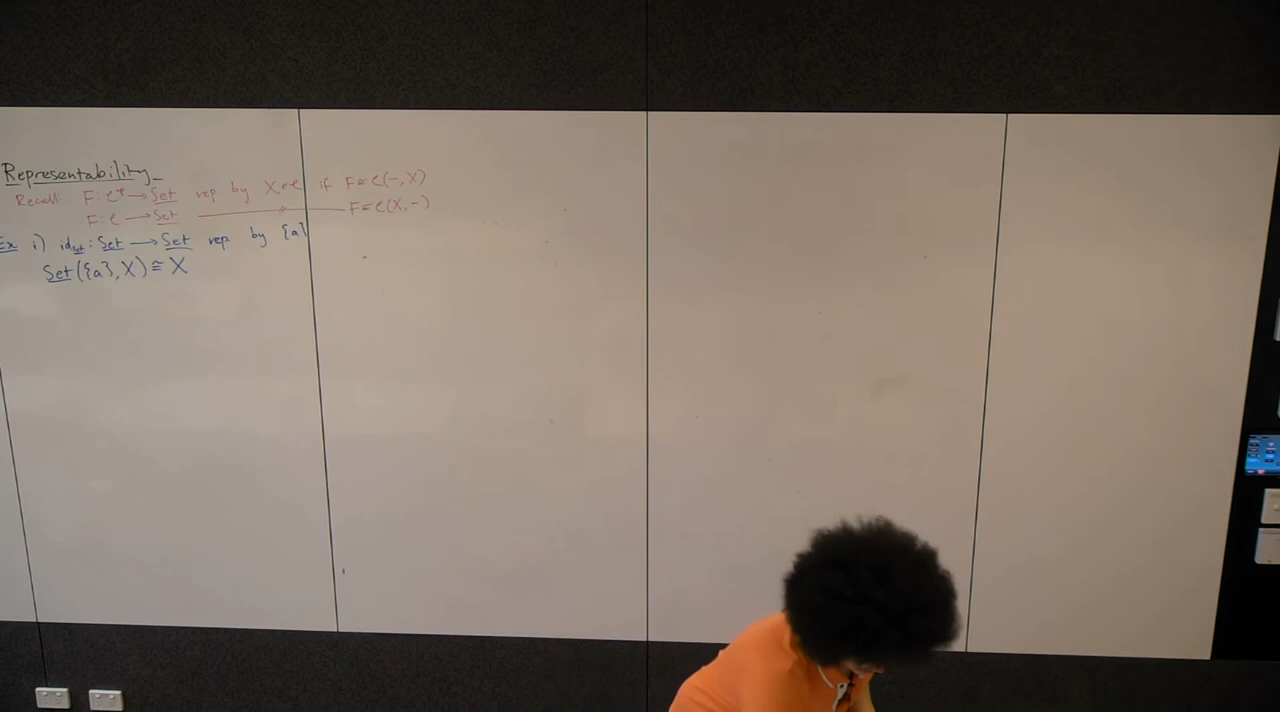 Representability
Recall: F: C^op → Set rep by X∈C if F≅C(-,X)
F: C → Set ——〃—— F≅C(X,-)
Ex i) id_Set : Set → Set rep by {a}
Set({a},X) ≅ X